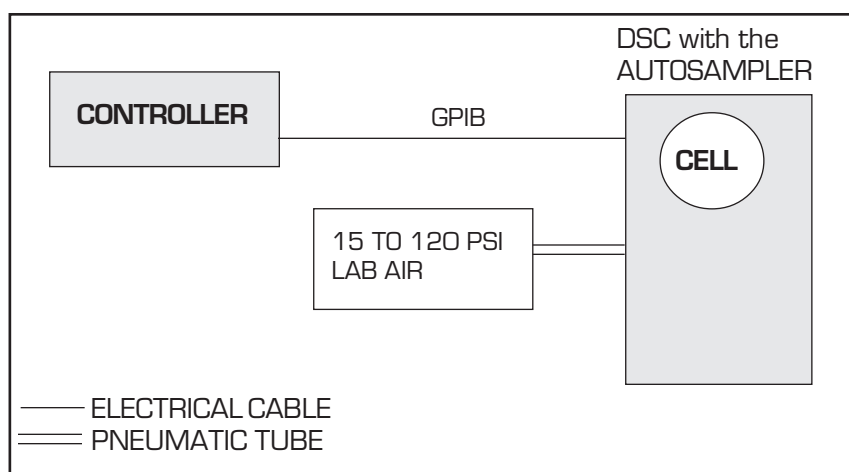 DSC with the
AUTOSAMPLER
CONTROLLER
GPIB
CELL
15 TO 120 PSI
LAB AIR
ELECTRICAL CABLE
PNEUMATIC TUBE